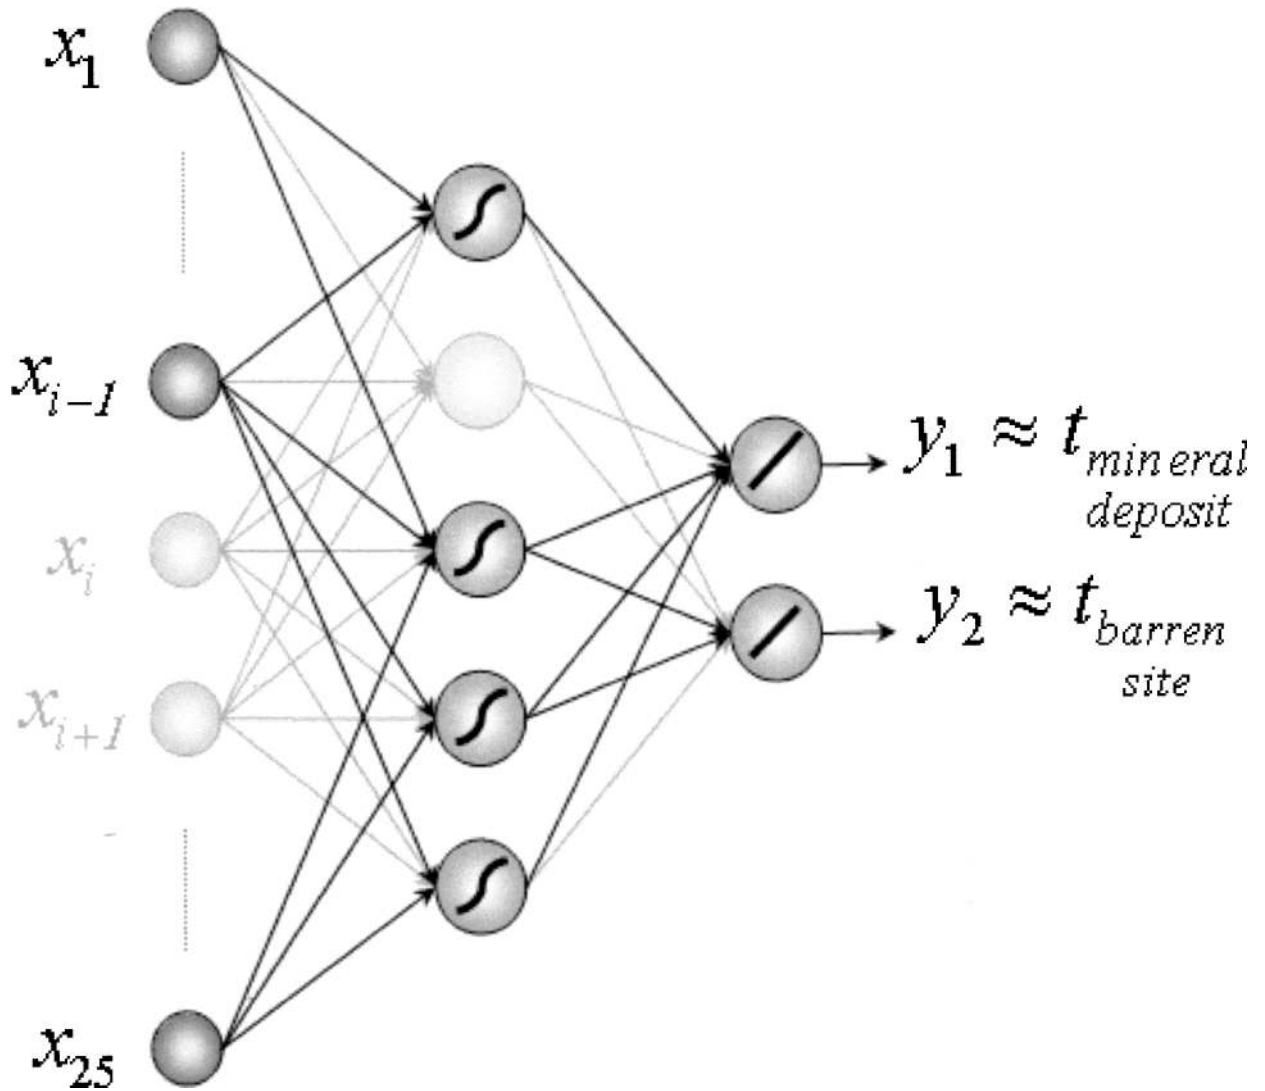 x1
xi−1
xi
xi+1
x25
y1 ≈ tmineral
deposit
y2 ≈ tbarren
site